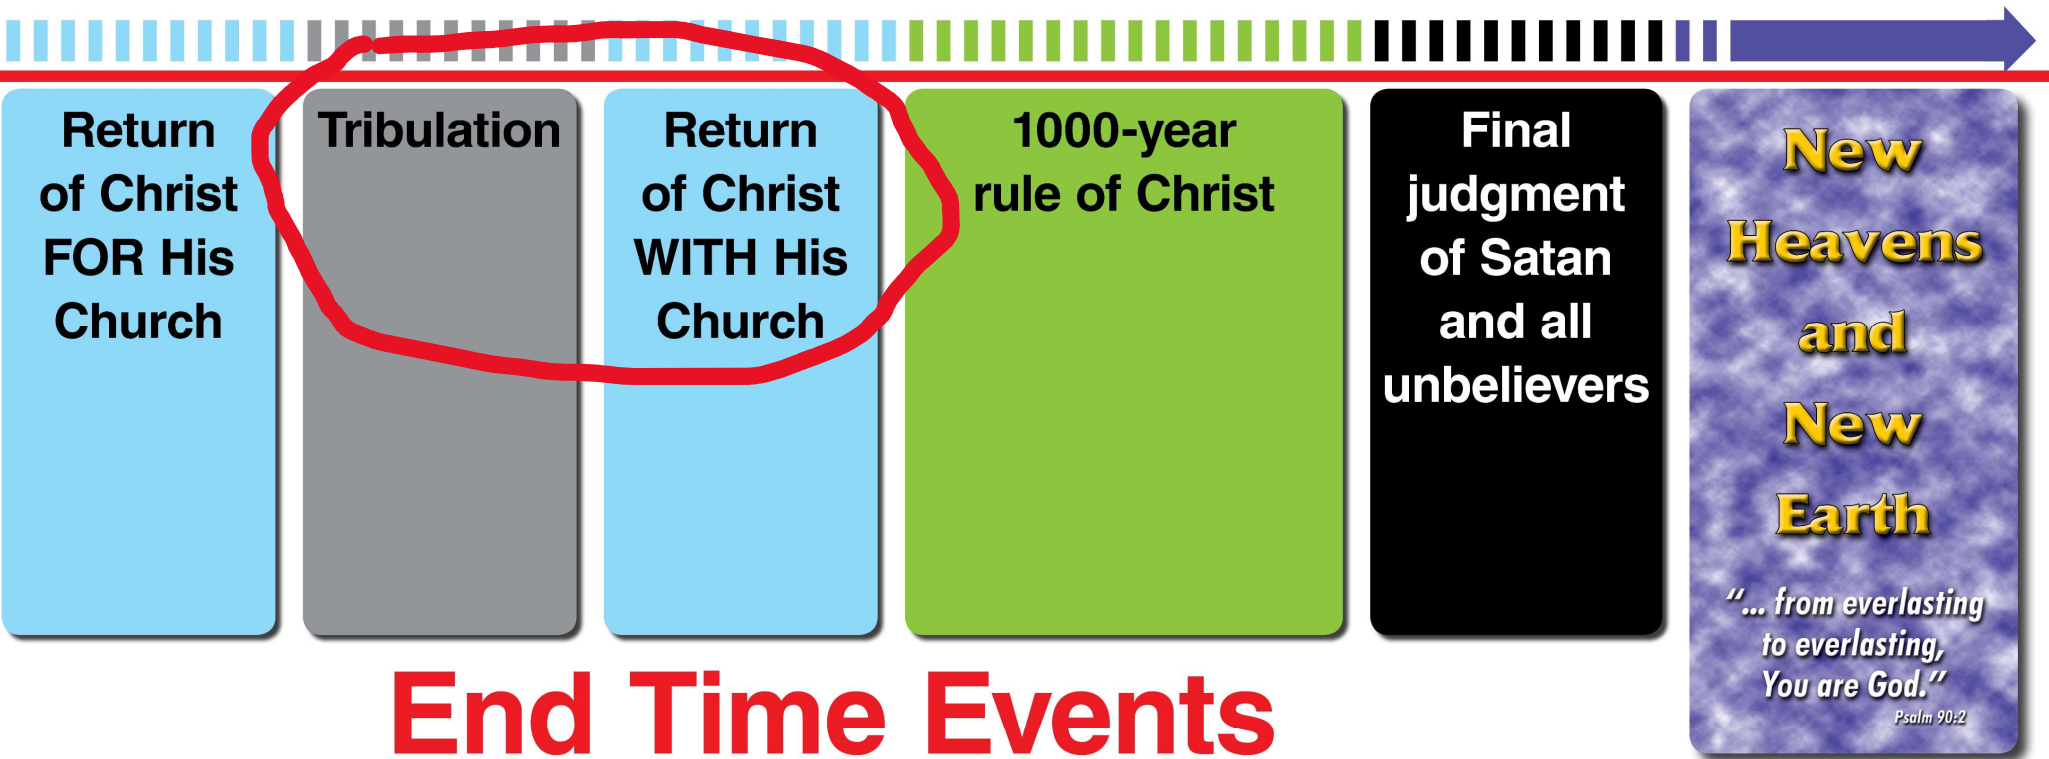 Return
of Christ
FOR His
Church
Tribulation
Return
of Christ
WITH His
Church
1000-year
rule of Christ
Final
judgment
of Satan
and all
unbelievers
New
Heavens
and
New
Earth
"... from everlasting
to everlasting,
You are God."
Psalm 90:2
End Time Events